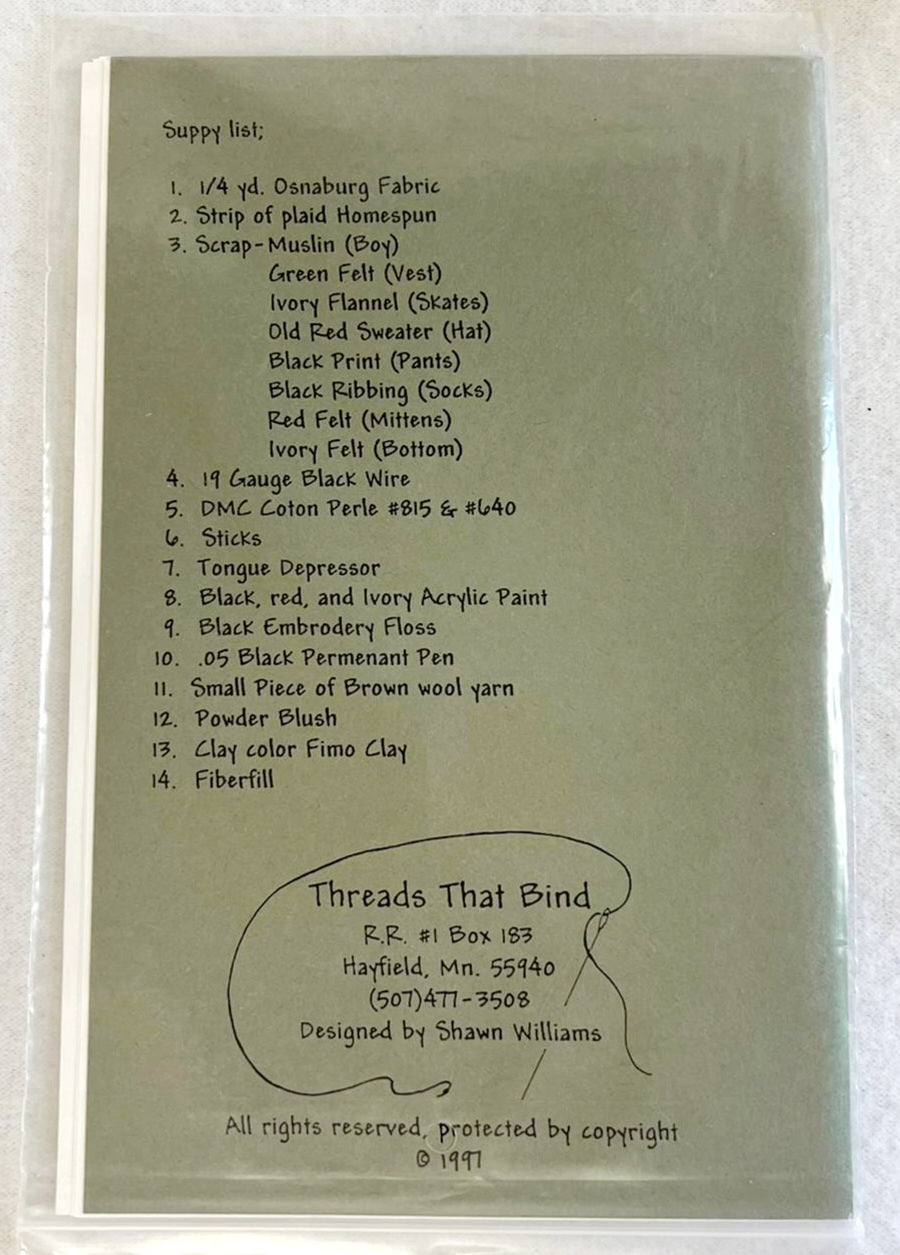 Suppy list;
1. 1/4 yd. Osnaburg Fabric
2. Strip of plaid Homespun
3. Scrap-Muslin (Boy)
Green Felt (Vest)
Ivory Flannel (Skates)
Old Red Sweater (Hat)
Black Print (Pants)
Black Ribbing (Socks)
Red Felt (Mittens)
Ivory Felt (Bottom)
4. 19 Gauge Black Wire
5. DMC Coton Perle #815 & #640
6. Sticks
7. Tongue Depressor
8. Black, red, and Ivory Acrylic Paint
9. Black Embrodery Floss
10. .05 Black Permenant Pen
11. Small Piece of Brown wool yarn
12. Powder Blush
13. Clay color Fimo Clay
14. Fiberfill
Threads That Bind
R.R. #1 Box 183
Hayfield, Mn. 55940
(507)477-3508
Designed by Shawn Williams
All rights reserved, protected by copyright
© 1997